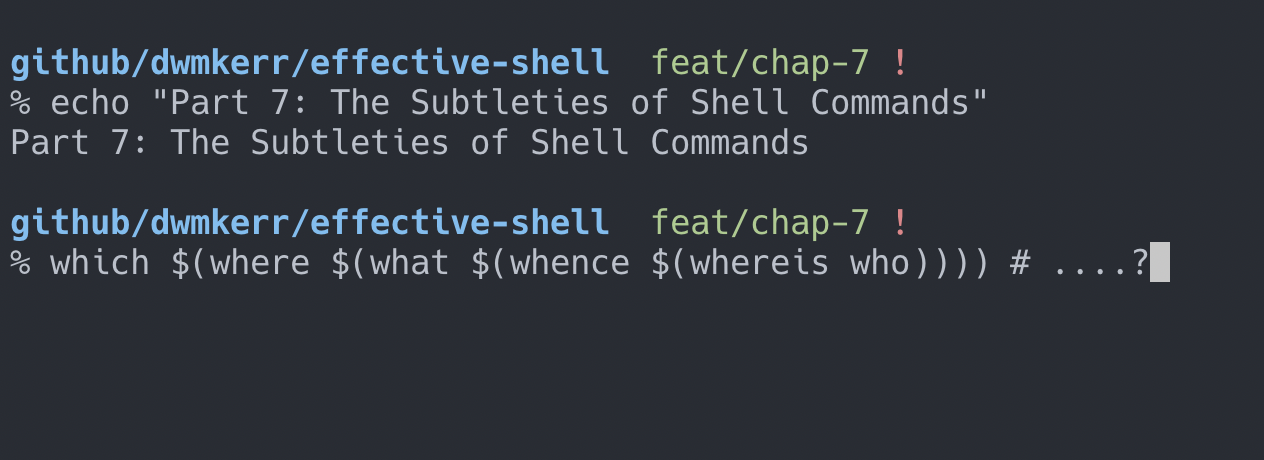 github/dwmkerr/effective-shell  feat/chap-7 !
% echo "Part 7: The Subtleties of Shell Commands"
Part 7: The Subtleties of Shell Commands
github/dwmkerr/effective-shell  feat/chap-7 !
% which $(where $(what $(whence $(whereis who)))) # ....?